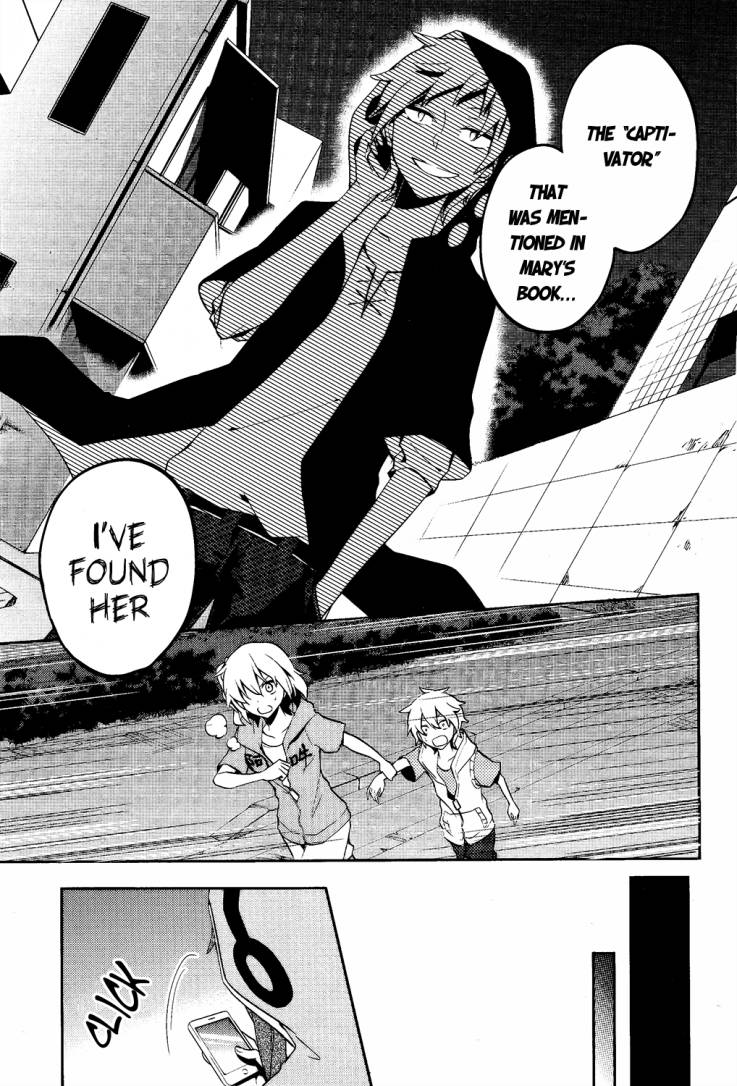 THE "CAPTI-
VATOR"
THAT
WAS MEN-
TIONED IN
MARY'S
BOOK...
I'VE
FOUND
HER
CLICK